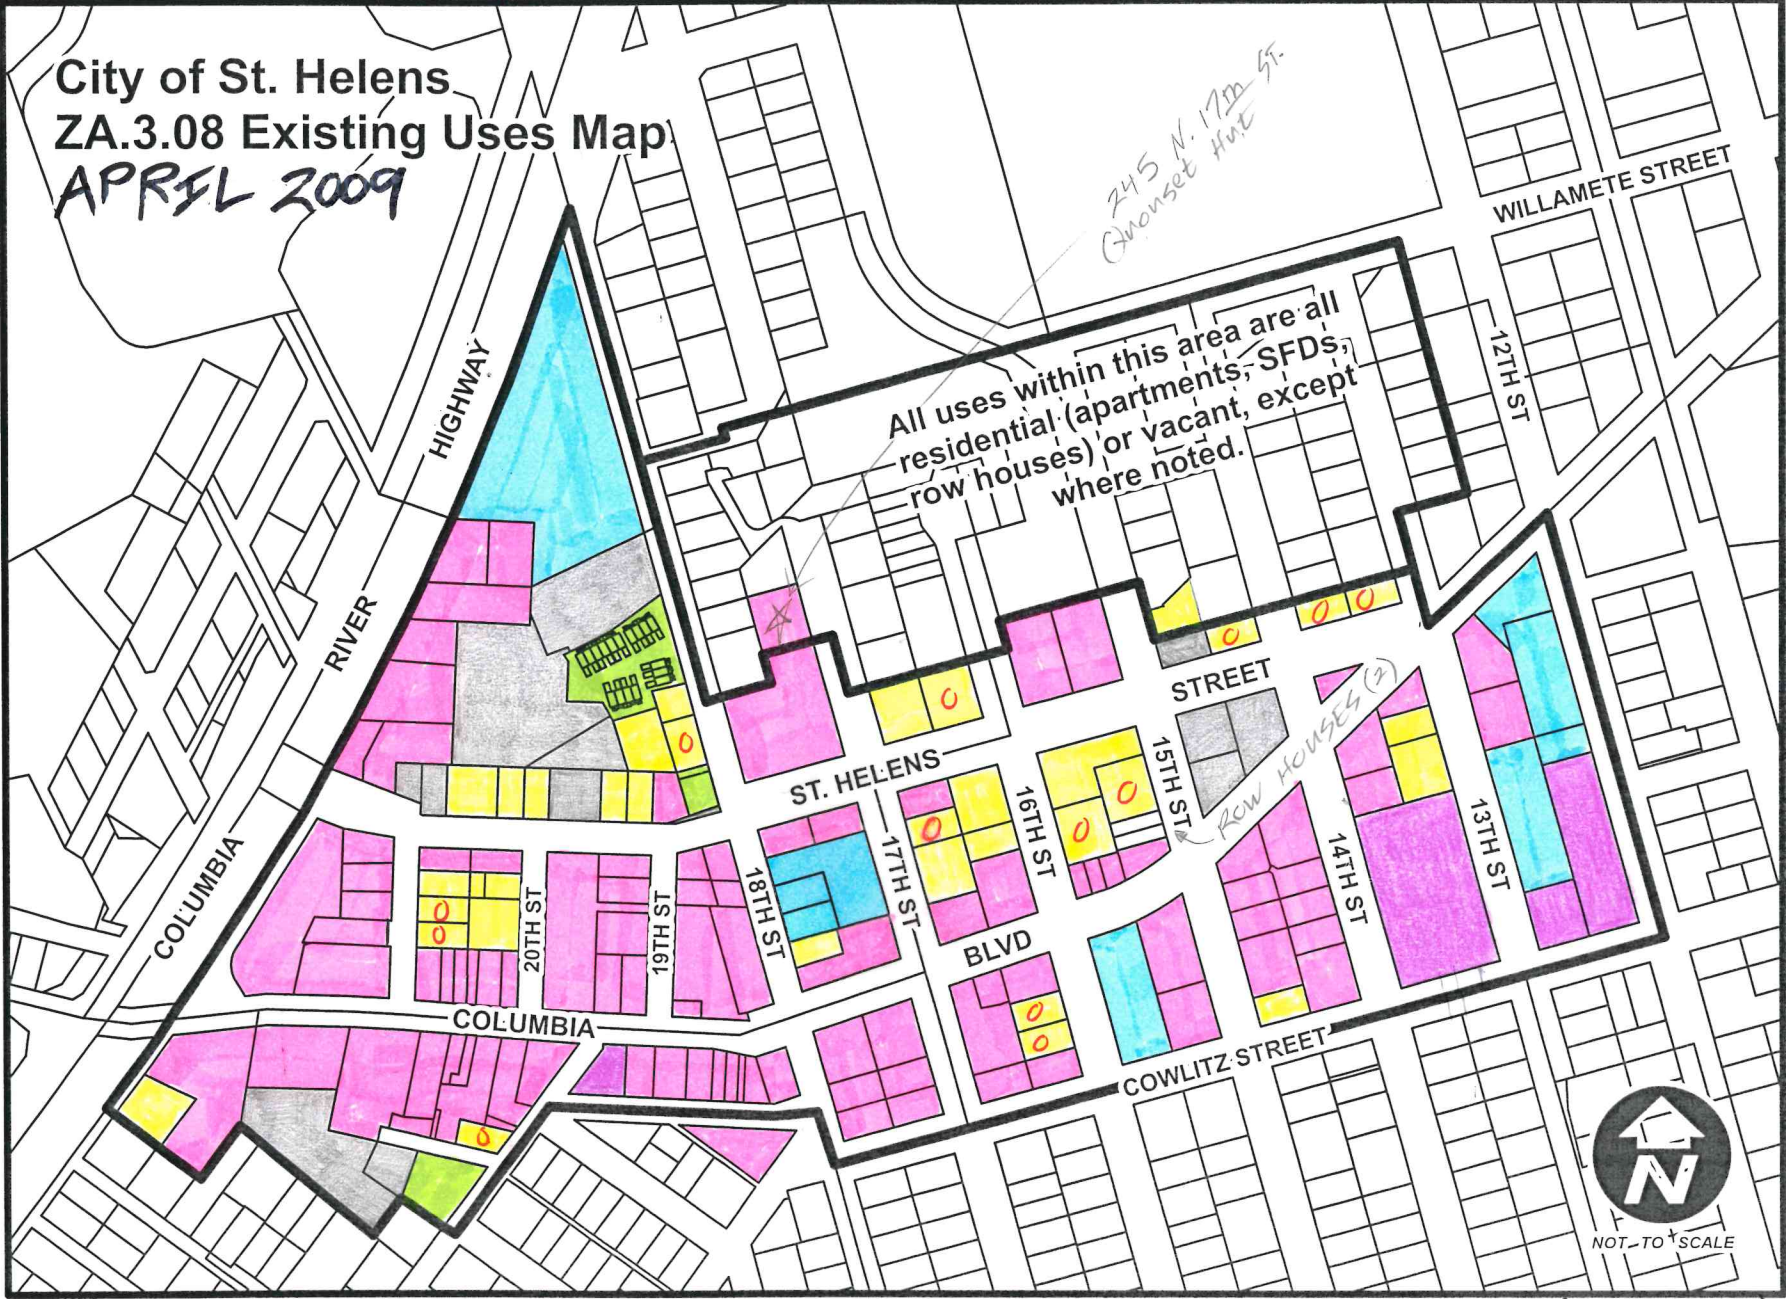 City of St. Helens
ZA.3.08 Existing Uses Map
APRIL 2009
245 N. 17TH ST.
Quonset Hut
WILLAMETE STREET
HIGHWAY
All uses within this area are all
residential (apartments, SFDs,
row houses) or vacant, except
where noted.
12TH ST
RIVER
STREET
ROW HOUSES (2)
ST. HELENS
15TH ST
16TH ST
17TH ST
14TH ST
13TH ST
COLUMBIA
18TH ST
20TH ST
19TH ST
BLVD
COLUMBIA
COWLITZ STREET
N
NOT TO SCALE
O
O
O
O
O
O
O
O
O
O
O
O
O